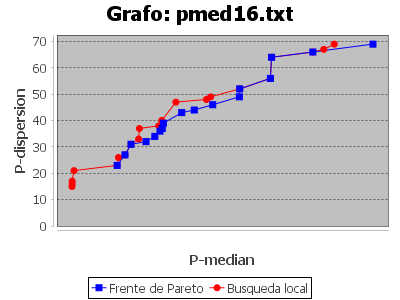 Grafo: pmed16.txt
70
60
50
40
30
20
10
0
P-dispersion
P-median
Frente de Pareto Busqueda local